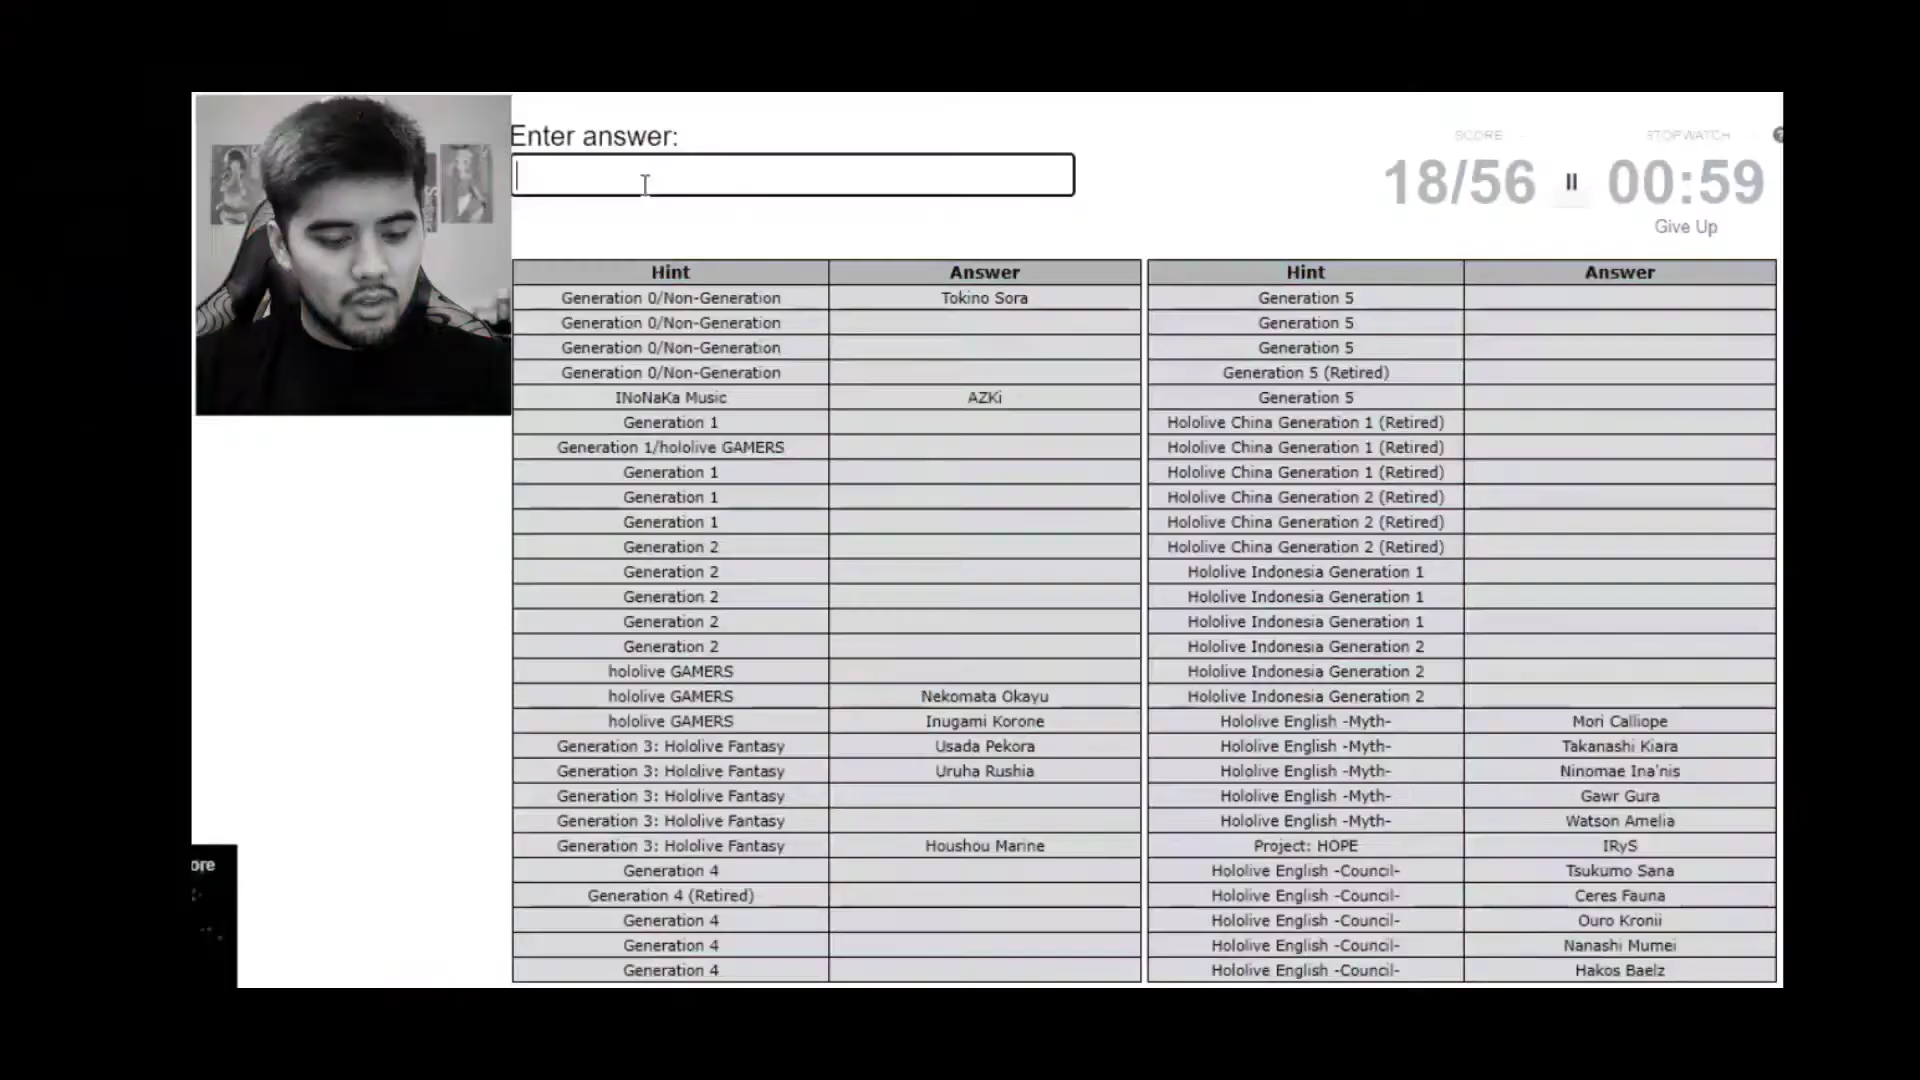 Enter answer:
SCORE
STOPWATCH
18/56
00:59
Give Up
Hint Answer Hint Answer
Generation 0/Non-Generation Tokino Sora Generation 5
Generation 0/Non-Generation Generation 5
Generation 0/Non-Generation Generation 5
Generation 0/Non-Generation Generation 5 (Retired)
INoNaKa Music AZKi Generation 5
Generation 1 Hololive China Generation 1 (Retired)
Generation 1/hololive GAMERS Hololive China Generation 1 (Retired)
Generation 1 Hololive China Generation 1 (Retired)
Generation 1 Hololive China Generation 2 (Retired)
Generation 1 Hololive China Generation 2 (Retired)
Generation 2 Hololive China Generation 2 (Retired)
Generation 2 Hololive Indonesia Generation 1
Generation 2 Hololive Indonesia Generation 1
Generation 2 Hololive Indonesia Generation 1
Generation 2 Hololive Indonesia Generation 2
hololive GAMERS Hololive Indonesia Generation 2
hololive GAMERS Nekomata Okayu Hololive Indonesia Generation 2
hololive GAMERS Inugami Korone Hololive English -Myth- Mori Calliope
Generation 3: Hololive Fantasy Usada Pekora Hololive English -Myth- Takanashi Kiara
Generation 3: Hololive Fantasy Uruha Rushia Hololive English -Myth- Ninomae Ina'nis
Generation 3: Hololive Fantasy Hololive English -Myth- Gawr Gura
Generation 3: Hololive Fantasy Hololive English -Myth- Watson Amelia
Generation 3: Hololive Fantasy Houshou Marine Project: HOPE IRyS
Generation 4 Hololive English -Council- Tsukumo Sana
Generation 4 (Retired) Hololive English -Council- Ceres Fauna
Generation 4 Hololive English -Council- Ouro Kronii
Generation 4 Hololive English -Council- Nanashi Mumei
Generation 4 Hololive English -Council- Hakos Baelz
ore